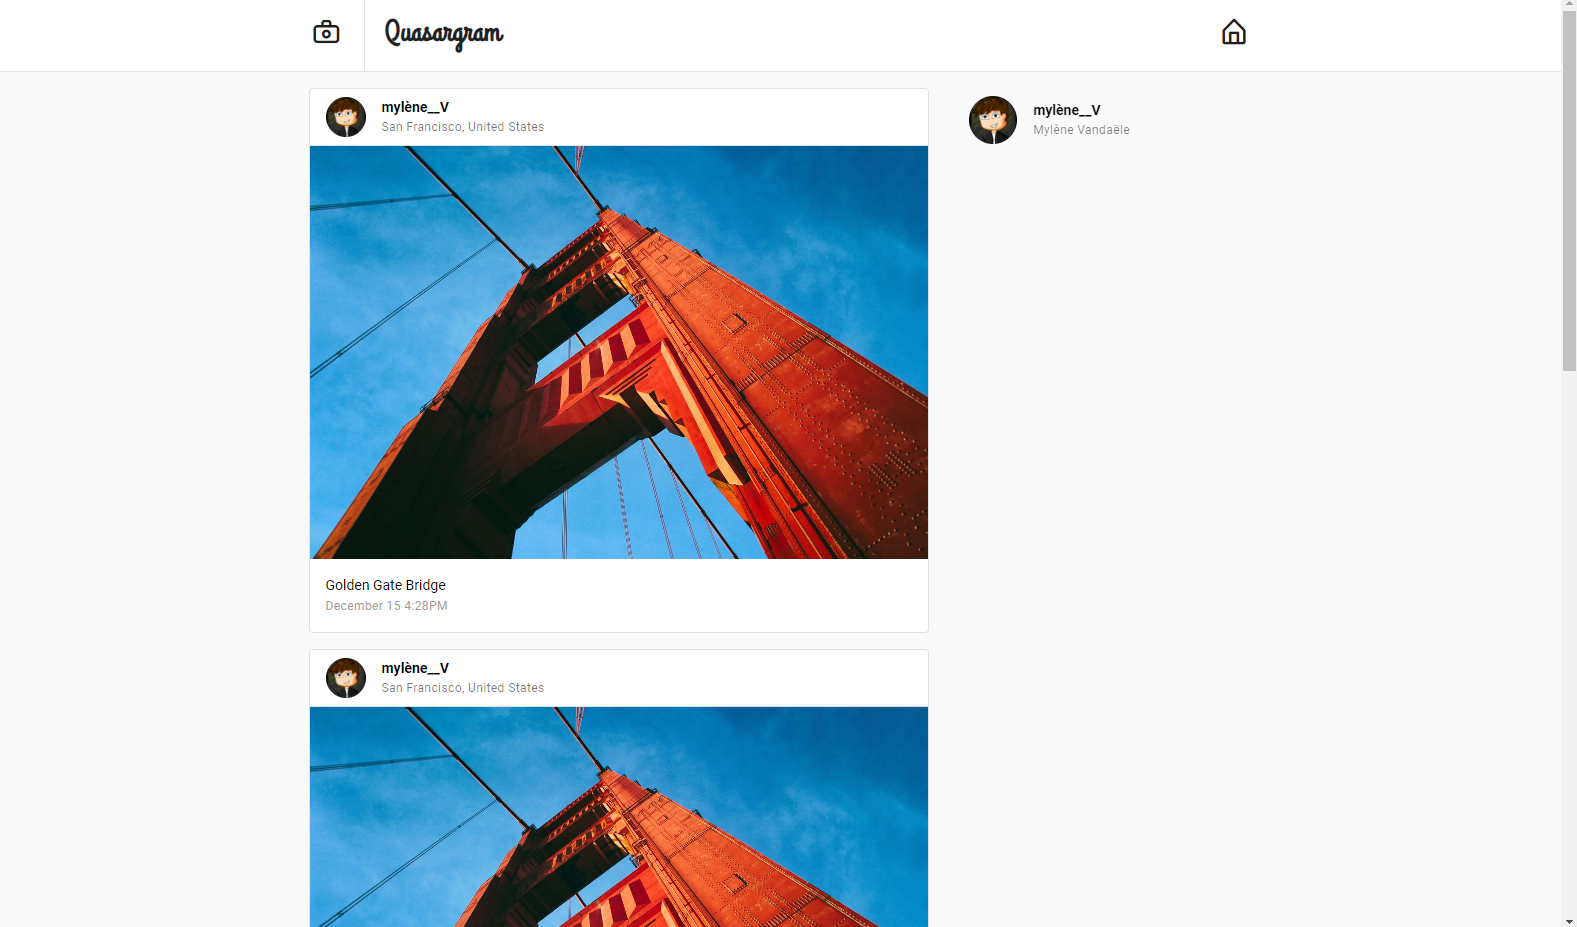 Quasargram
mylène__V
San Francisco, United States
mylène__V
Mylène Vandaële
Golden Gate Bridge
December 15 4:28PM
mylène__V
San Francisco, United States